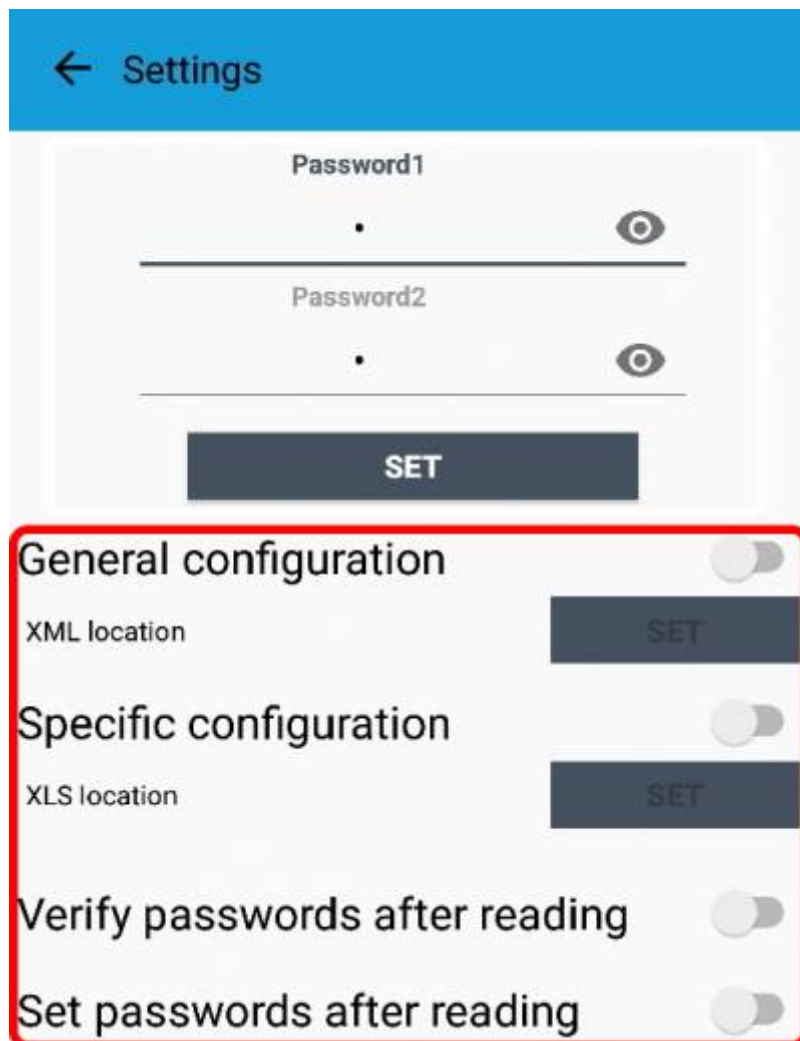 Settings
Password1
•
Password2
•
SET
General configuration
XML location
SET
Specific configuration
XLS location
SET
Verify passwords after reading
Set passwords after reading